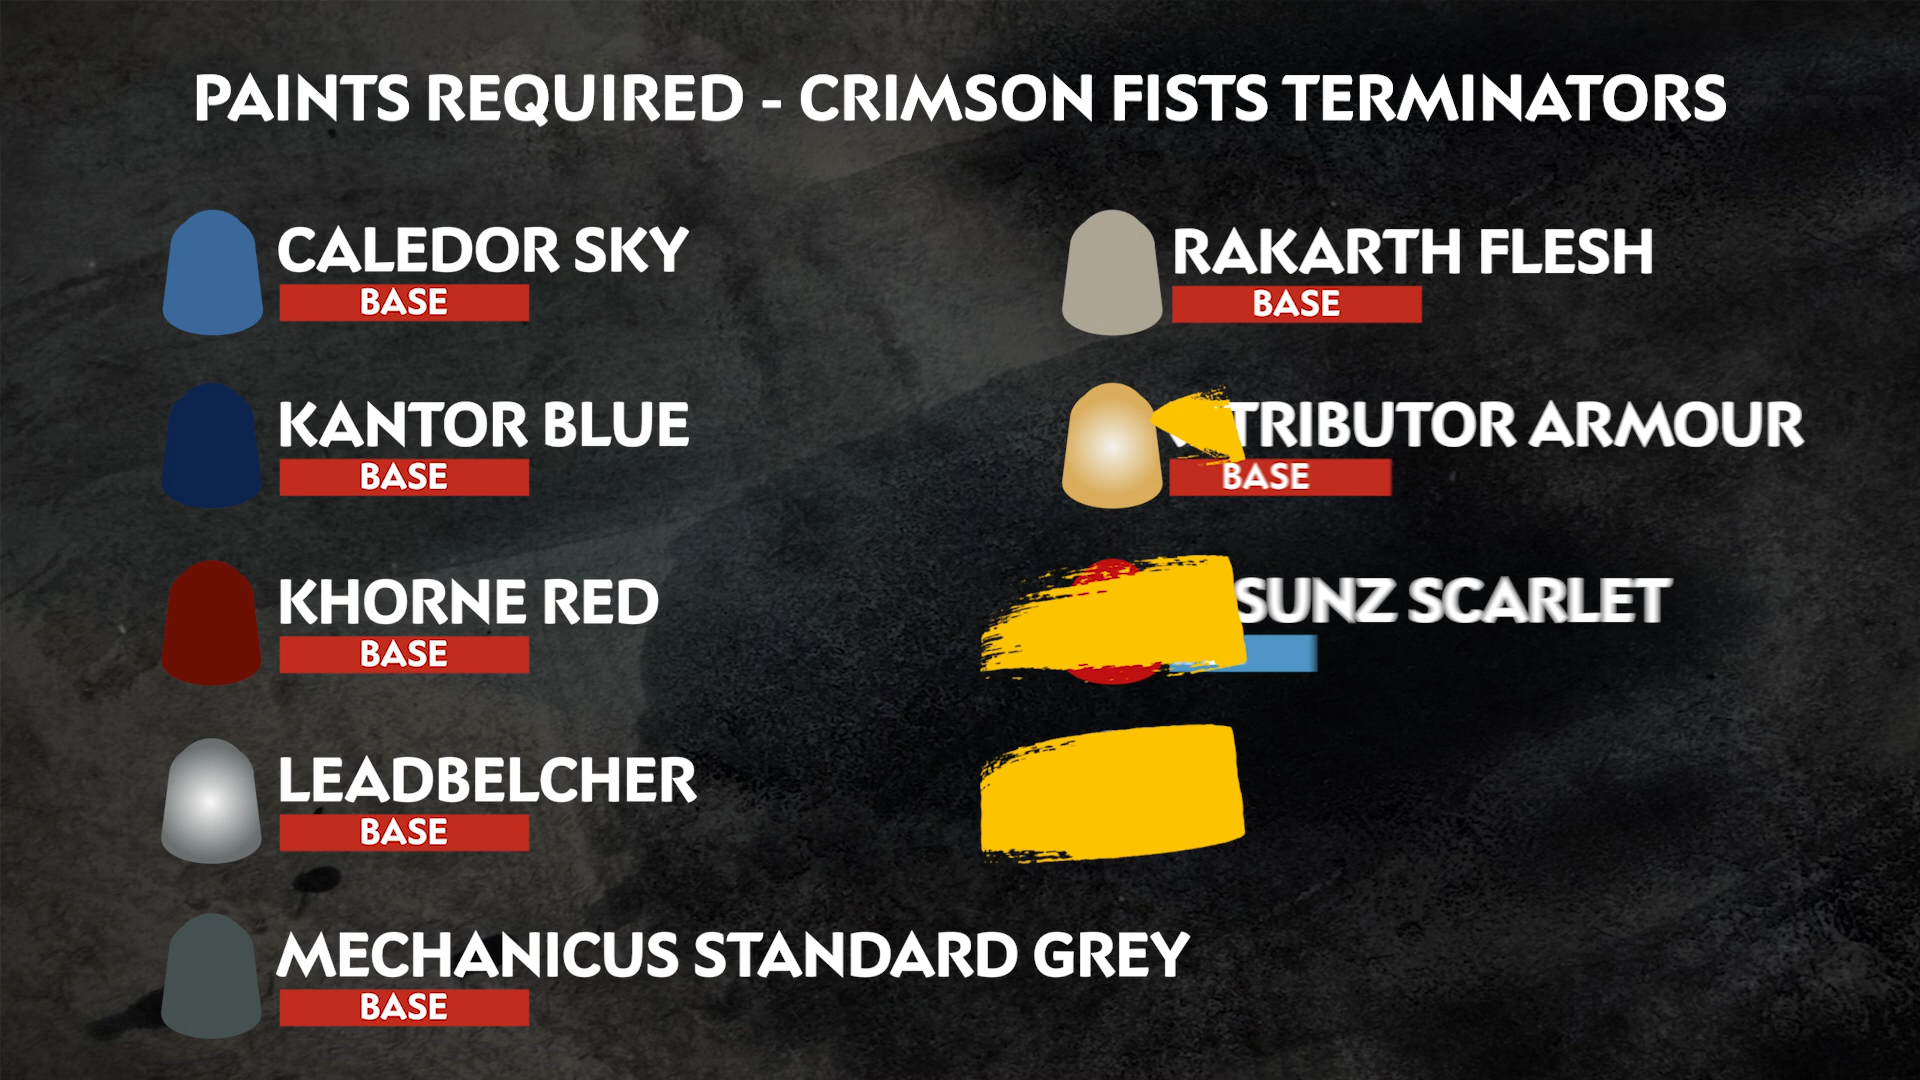 PAINTS REQUIRED - CRIMSON FISTS TERMINATORS
CALEDOR SKY
BASE
KANTOR BLUE
BASE
KHORNE RED
BASE
LEADBELCHER
BASE
MECHANICUS STANDARD GREY
BASE
RAKARTH FLESH
BASE
TRIBUTOR ARMOUR
BASE
SUNZ SCARLET